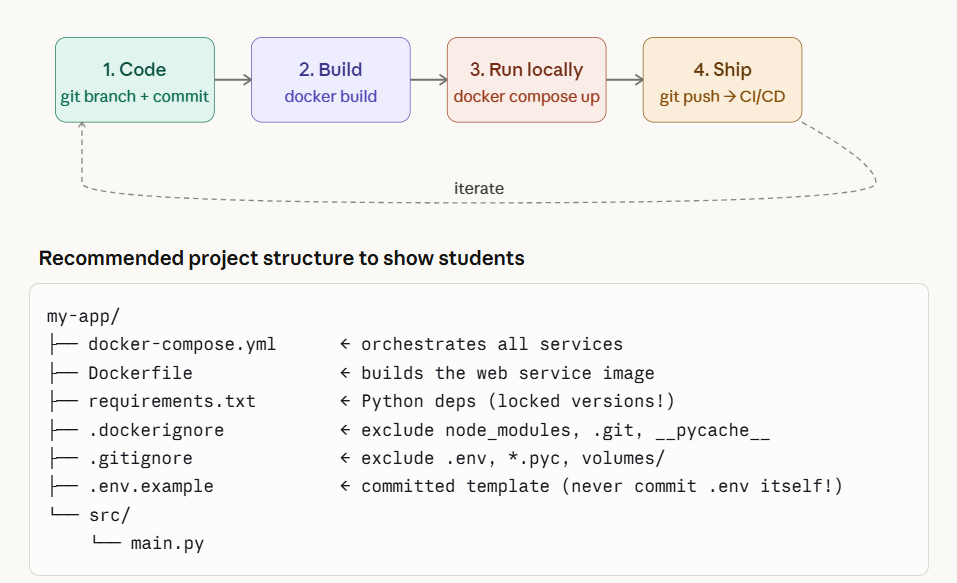 1. Code
git branch + commit
2. Build
docker build
3. Run locally
docker compose up
4. Ship
git push → CI/CD
iterate
Recommended project structure to show students
my-app/
├── docker-compose.yml      ← orchestrates all services
├── Dockerfile              ← builds the web service image
├── requirements.txt        ← Python deps (locked versions!)
├── .dockerignore           ← exclude node_modules, .git, __pycache__
├── .gitignore              ← exclude .env, *.pyc, volumes/
├── .env.example            ← committed template (never commit .env itself!)
└── src/
    └── main.py